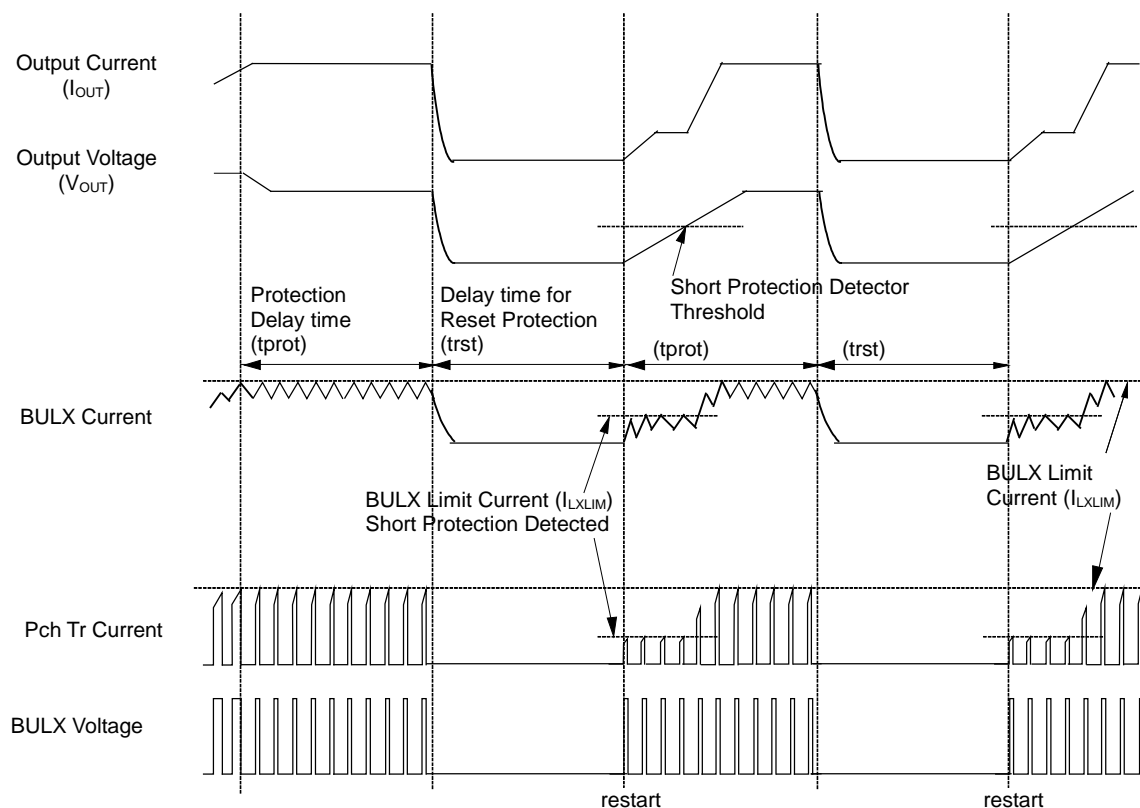 Output Current
(IOUT)
Output Voltage
(VOUT)
Short Protection Detector
Threshold
Protection
Delay time
(tprot)
Delay time for
Reset Protection
(trst)
(tprot)
(trst)
BULX Current
BULX Limit Current (ILXLIM)
Short Protection Detected
BULX Limit
Current (ILXLIM)
Pch Tr Current
BULX Voltage
restart
restart